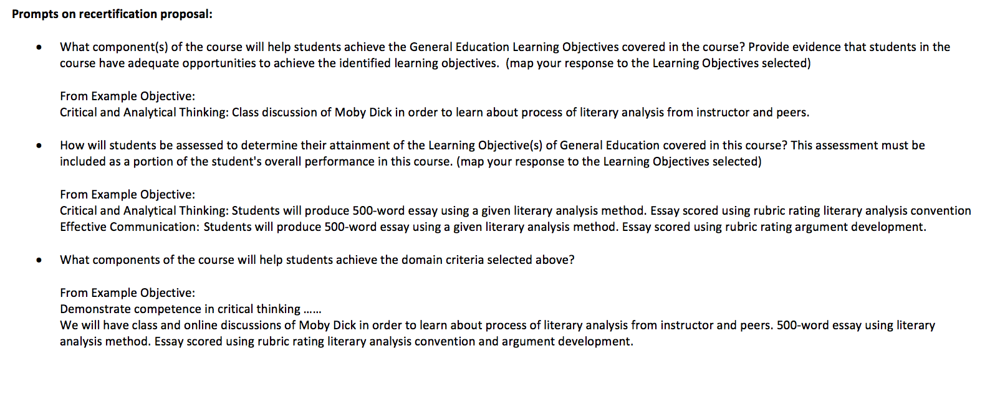 Prompts on recertification proposal:
• What component(s) of the course will help students achieve the General Education Learning Objectives covered in the course? Provide evidence that students in the
course have adequate opportunities to achieve the identified learning objectives.  (map your response to the Learning Objectives selected)
From Example Objective:
Critical and Analytical Thinking: Class discussion of Moby Dick in order to learn about process of literary analysis from instructor and peers.
• How will students be assessed to determine their attainment of the Learning Objective(s) of General Education covered in this course? This assessment must be
included as a portion of the student's overall performance in this course. (map your response to the Learning Objectives selected)
From Example Objective:
Critical and Analytical Thinking: Students will produce 500-word essay using a given literary analysis method. Essay scored using rubric rating literary analysis convention
Effective Communication: Students will produce 500-word essay using a given literary analysis method. Essay scored using rubric rating argument development.
• What components of the course will help students achieve the domain criteria selected above?
From Example Objective:
Demonstrate competence in critical thinking ......
We will have class and online discussions of Moby Dick in order to learn about process of literary analysis from instructor and peers. 500-word essay using literary
analysis method. Essay scored using rubric rating literary analysis convention and argument development.